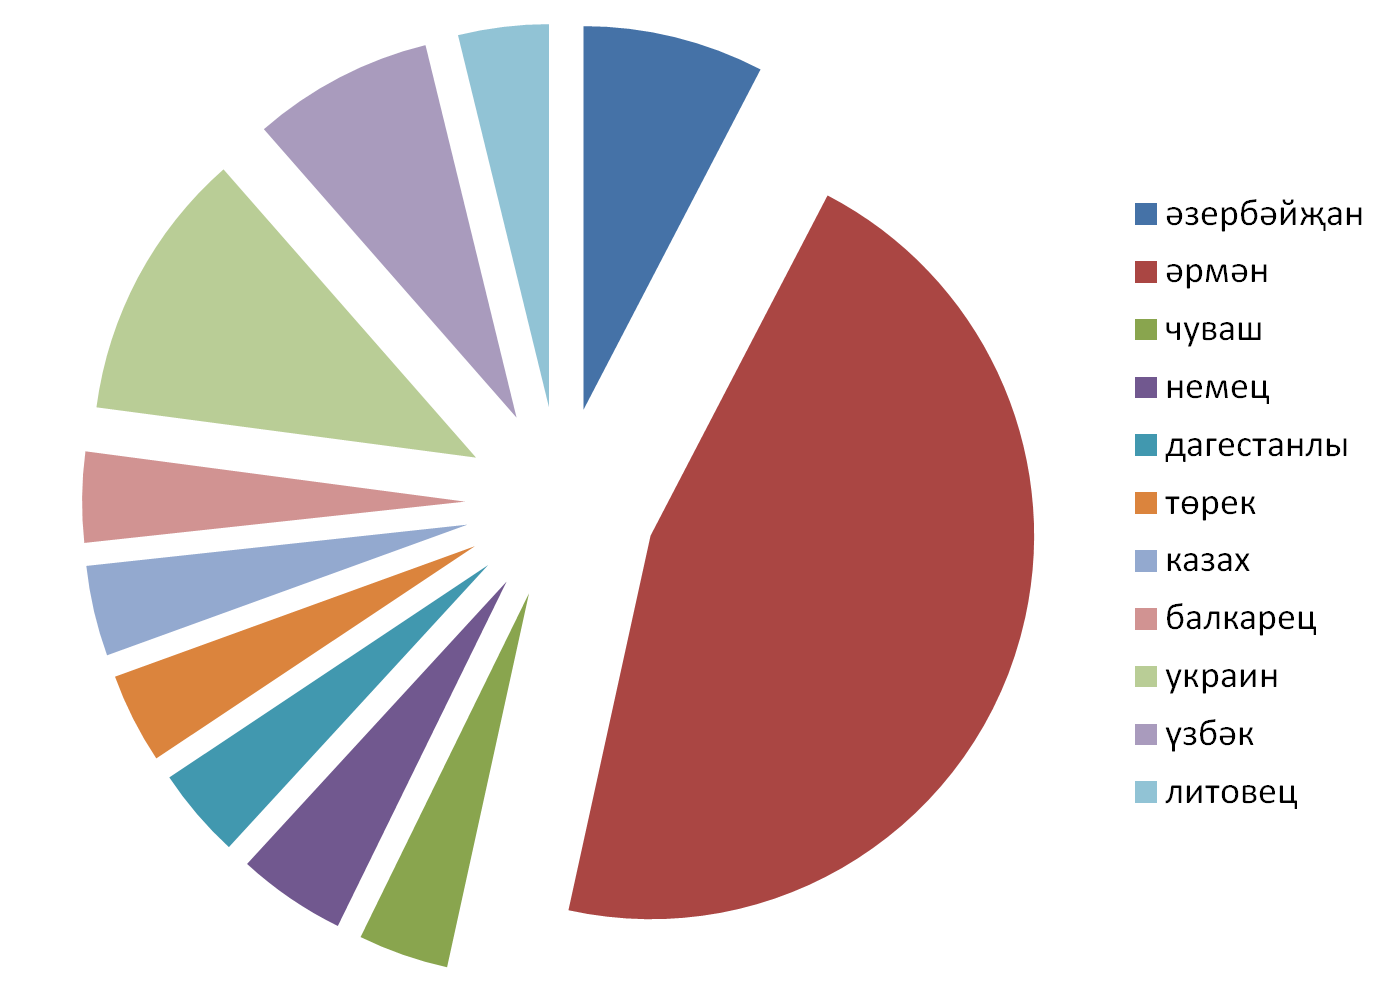 әзербәйҗан
әрмән
чуваш
немец
дагестанлы
төрек
казах
балкарец
украин
үзбәк
литовец